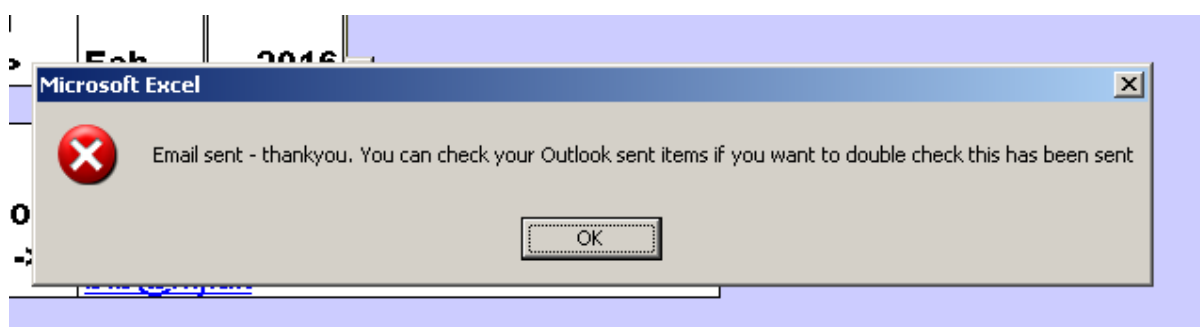 Feb 2016
Microsoft Excel
Email sent - thankyou. You can check your Outlook sent items if you want to double check this has been sent
OK